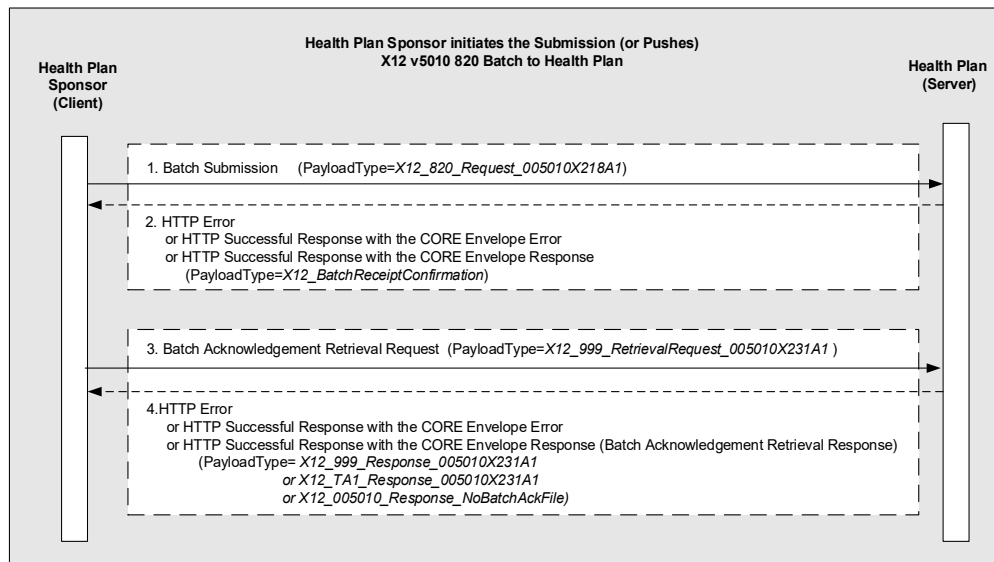 Health Plan Sponsor initiates the Submission (or Pushes)
X12 v5010 820 Batch to Health Plan
Health Plan
Sponsor
(Client)
Health Plan
(Server)
1. Batch Submission (PayloadType=X12_820_Request_005010X218A1)
2. HTTP Error
or HTTP Successful Response with the CORE Envelope Error
or HTTP Successful Response with the CORE Envelope Response
(PayloadType=X12_BatchReceiptConfirmation)
3. Batch Acknowledgement Retrieval Request (PayloadType=X12_999_RetrievalRequest_005010X231A1 )
4.HTTP Error
or HTTP Successful Response with the CORE Envelope Error
or HTTP Successful Response with the CORE Envelope Response (Batch Acknowledgement Retrieval Response)
(PayloadType= X12_999_Response_005010X231A1
or X12_TA1_Response_005010X231A1
or X12_005010_Response_NoBatchAckFile)